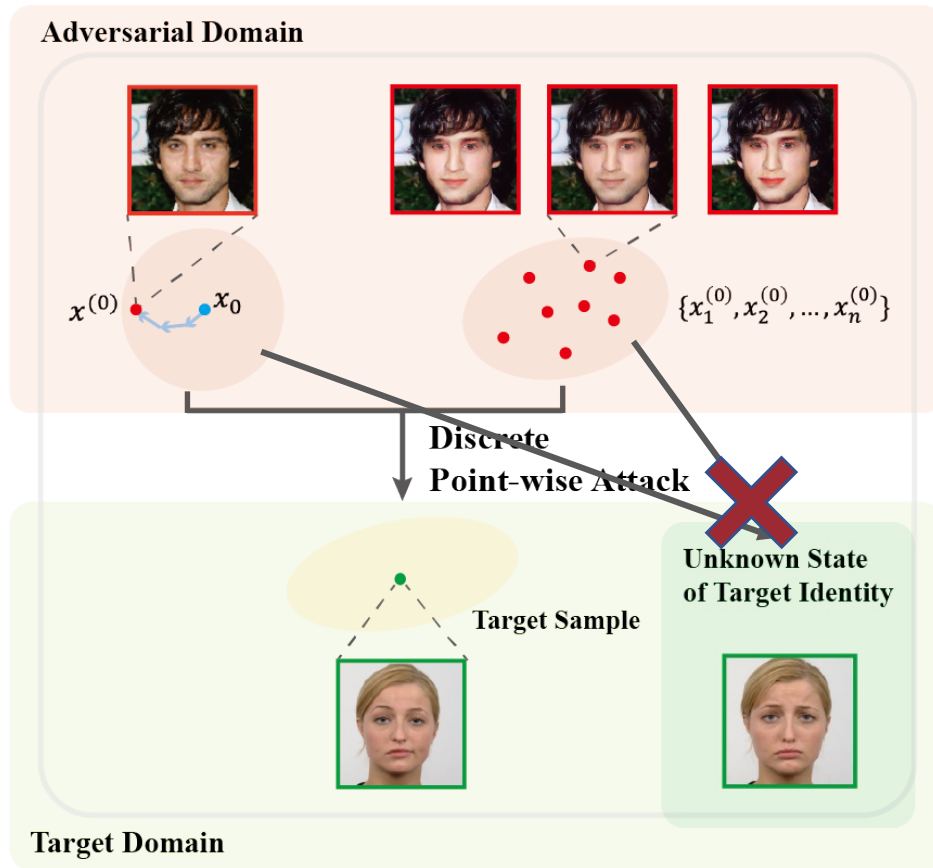 Adversarial Domain
x^{(0)}
x_0
{x_1^{(0)}, x_2^{(0)}, ..., x_n^{(0)}}
Discrete
Point-wise Attack
Unknown State
of Target Identity
Target Sample
Target Domain